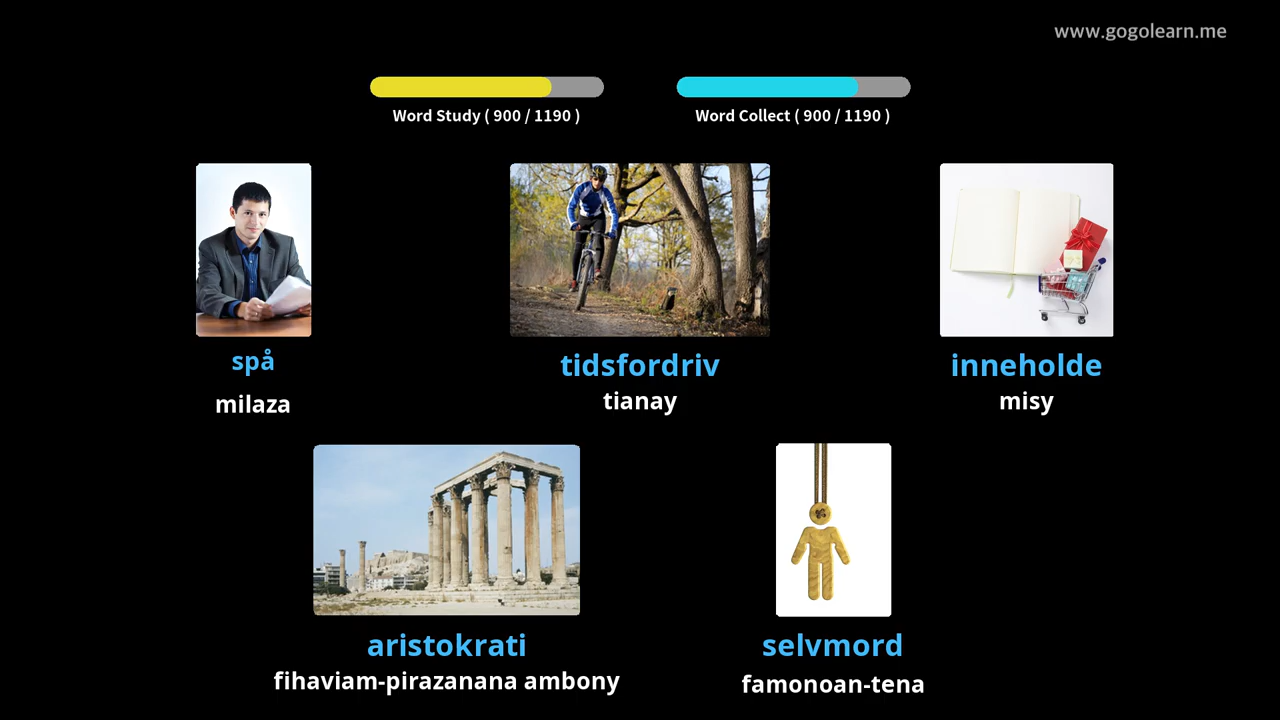 www.gogolearn.me
Word Study ( 900 / 1190 )
Word Collect ( 900 / 1190 )
spå
milaza
tidsfordriv
tianay
inneholde
misy
aristokrati
fihaviam-pirazanana ambony
selvmord
famonoan-tena